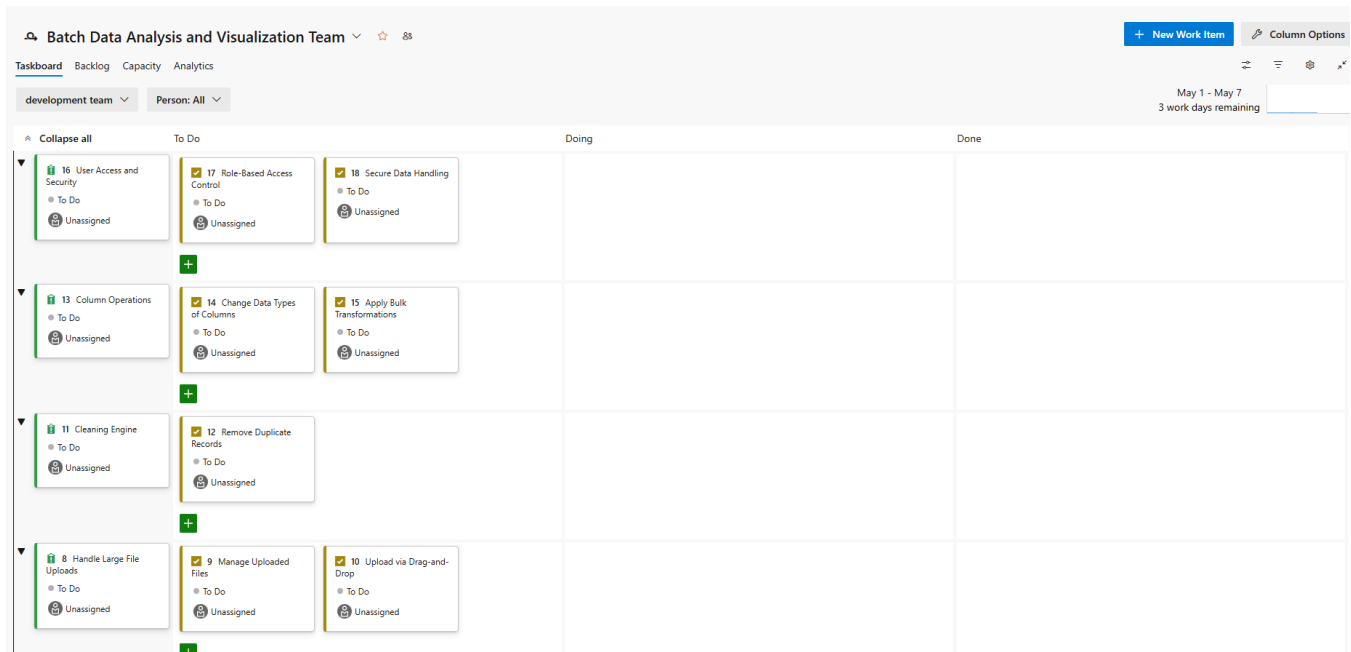 Batch Data Analysis and Visualization Team
New Work Item
Column Options
Taskboard
Backlog
Capacity
Analytics
development team
Person: All
May 1 - May 7
3 work days remaining
Collapse all
To Do
Doing
Done
16 User Access and
Security
To Do
Unassigned
17 Role-Based Access
Control
To Do
Unassigned
18 Secure Data Handling
To Do
Unassigned
13 Column Operations
To Do
Unassigned
14 Change Data Types
of Columns
To Do
Unassigned
15 Apply Bulk
Transformations
To Do
Unassigned
11 Cleaning Engine
To Do
Unassigned
12 Remove Duplicate
Records
To Do
Unassigned
8 Handle Large File
Uploads
To Do
Unassigned
9 Manage Uploaded
Files
To Do
Unassigned
10 Upload via Drag-and-
Drop
To Do
Unassigned